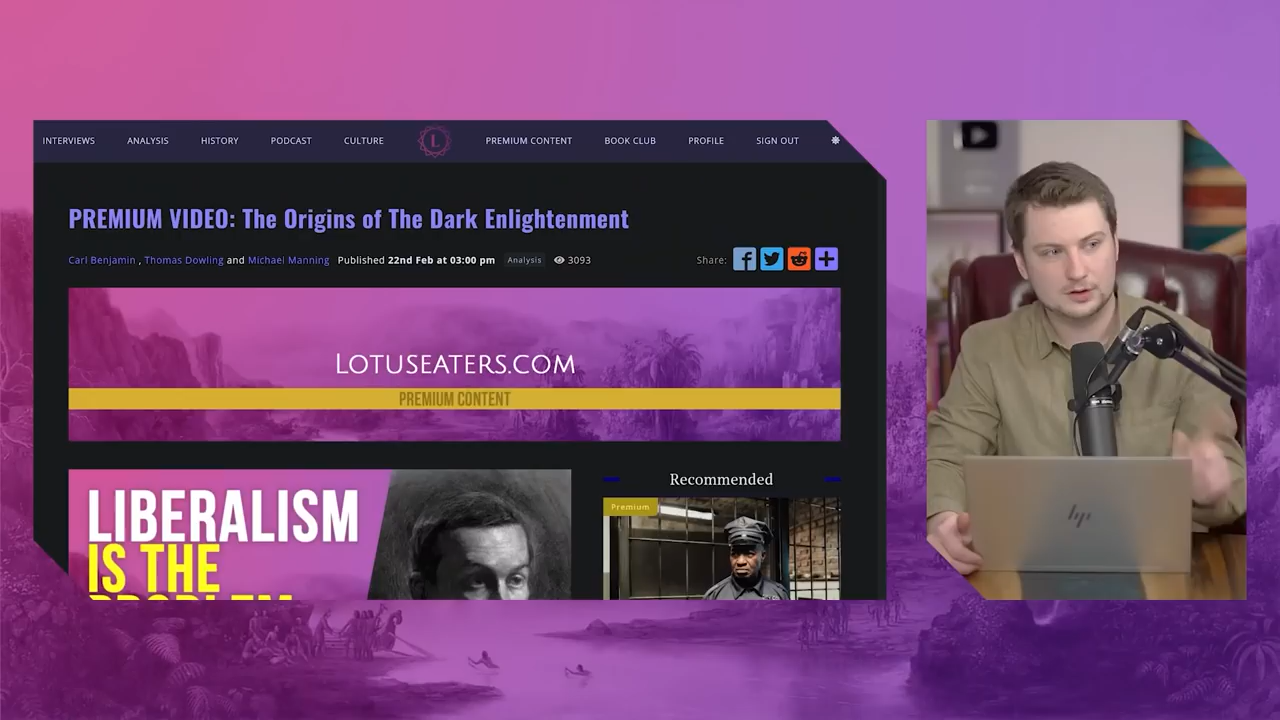 INTERVIEWS ANALYSIS HISTORY PODCAST CULTURE L PREMIUM CONTENT BOOK CLUB PROFILE SIGN OUT
PREMIUM VIDEO: The Origins of The Dark Enlightenment
Carl Benjamin , Thomas Dowling and Michael Manning Published 22nd Feb at 03:00 pm Analysis 3093 Share:
LOTUSEATERS.COM
PREMIUM CONTENT
LIBERALISM
IS THE
PROBLEM
Recommended
Premium
hp